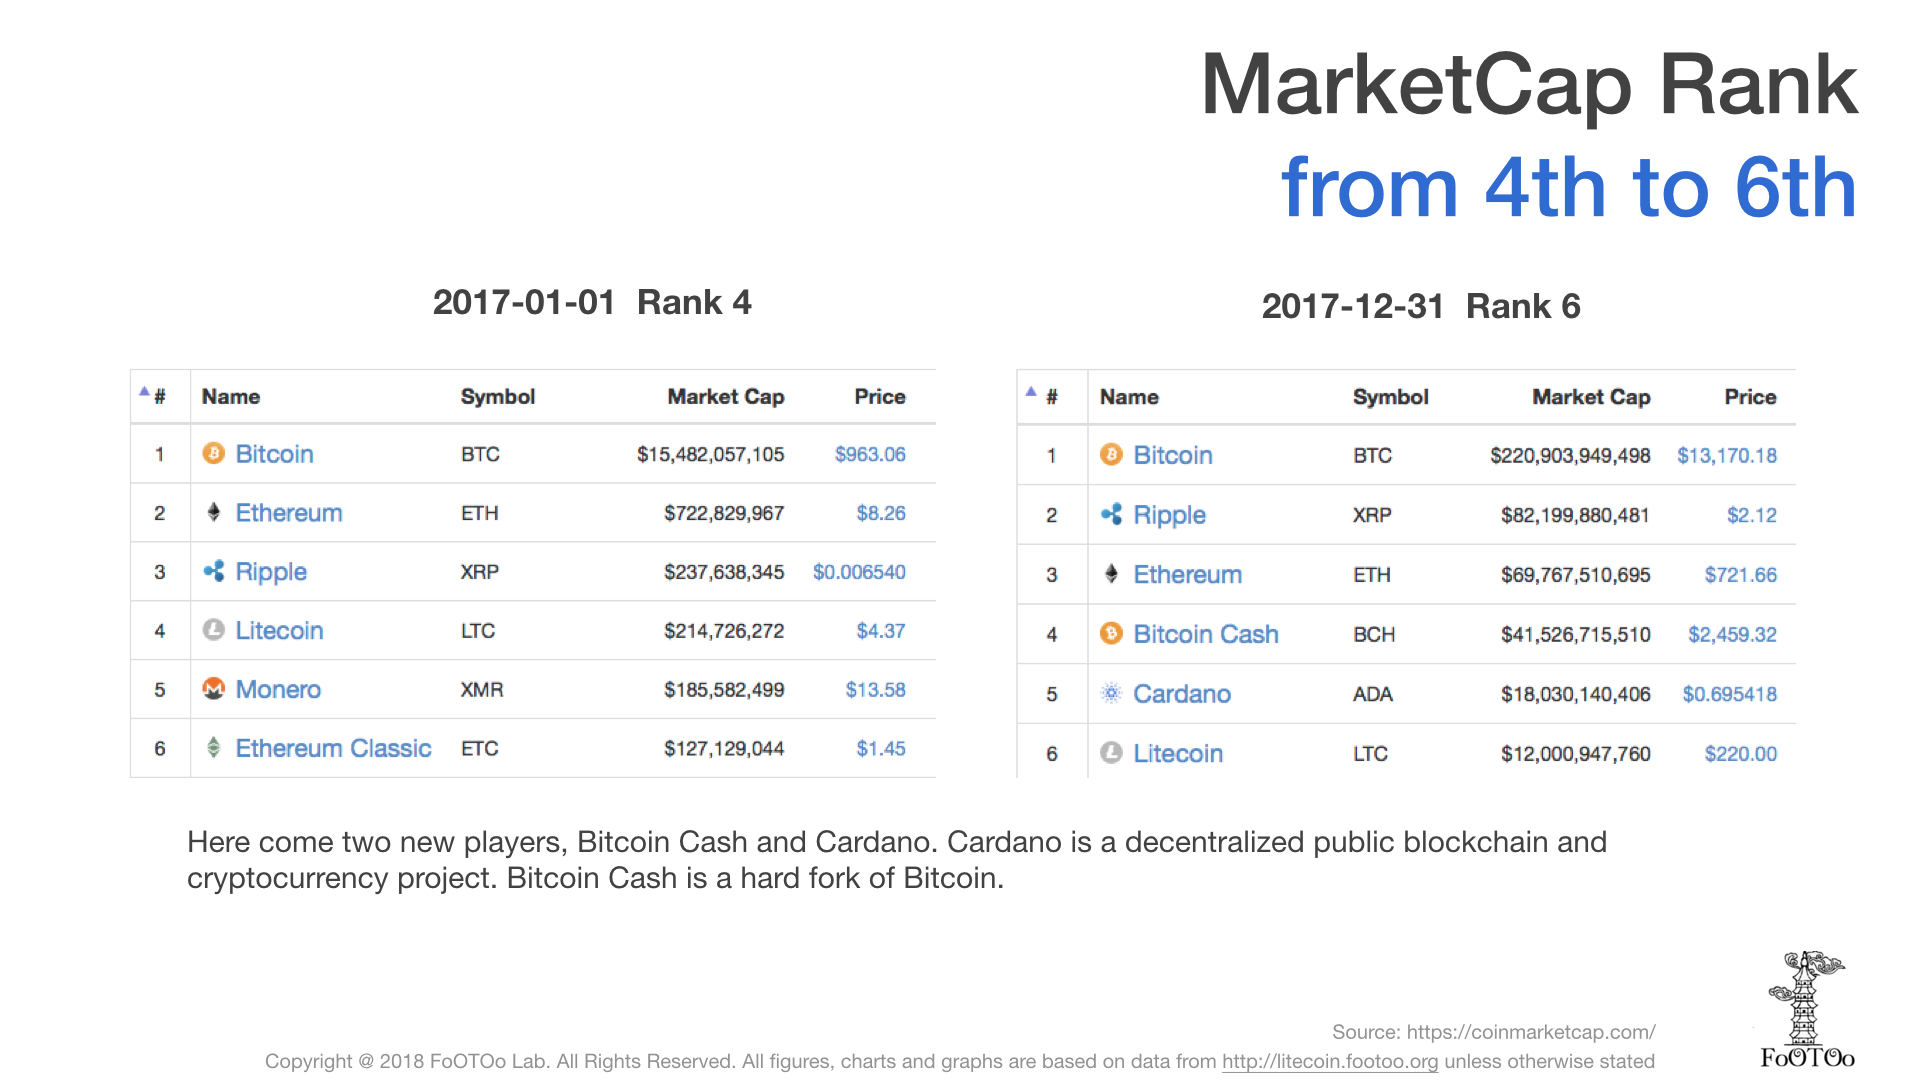 MarketCap Rank
from 4th to 6th
2017-01-01 Rank 4
# Name Symbol Market Cap Price
1 Bitcoin BTC $15,482,057,105 $963.06
2 Ethereum ETH $722,829,967 $8.26
3 Ripple XRP $237,638,345 $0.006540
4 Litecoin LTC $214,726,272 $4.37
5 Monero XMR $185,582,499 $13.58
6 Ethereum Classic ETC $127,129,044 $1.45
2017-12-31 Rank 6
# Name Symbol Market Cap Price
1 Bitcoin BTC $220,903,949,498 $13,170.18
2 Ripple XRP $82,199,880,481 $2.12
3 Ethereum ETH $69,767,510,695 $721.66
4 Bitcoin Cash BCH $41,526,715,510 $2,459.32
5 Cardano ADA $18,030,140,406 $0.695418
6 Litecoin LTC $12,000,947,760 $220.00
Here come two new players, Bitcoin Cash and Cardano. Cardano is a decentralized public blockchain and
cryptocurrency project. Bitcoin Cash is a hard fork of Bitcoin.
Source: https://coinmarketcap.com/
Copyright @ 2018 FoOTOo Lab. All Rights Reserved. All figures, charts and graphs are based on data from http://litecoin.footoo.org unless otherwise stated
FoOTOo